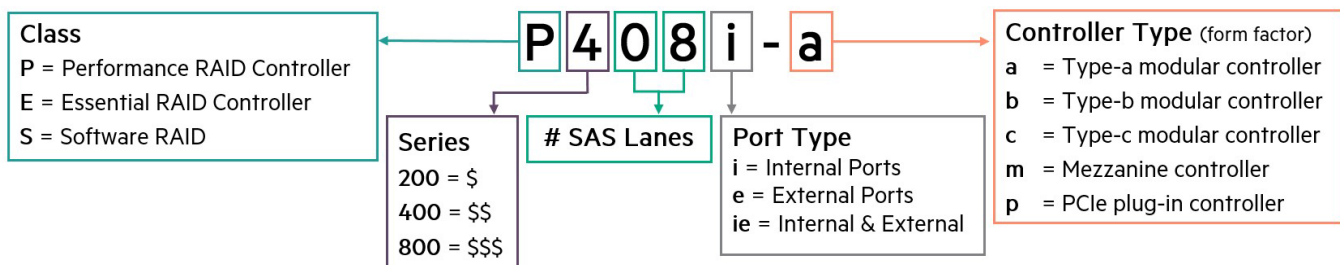 P408i-a
Class
P = Performance RAID Controller
E = Essential RAID Controller
S = Software RAID
Series
200 = $
400 = $$
800 = $$$
# SAS Lanes
Port Type
i = Internal Ports
e = External Ports
ie = Internal & External
Controller Type (form factor)
a = Type-a modular controller
b = Type-b modular controller
c = Type-c modular controller
m = Mezzanine controller
p = PCIe plug-in controller